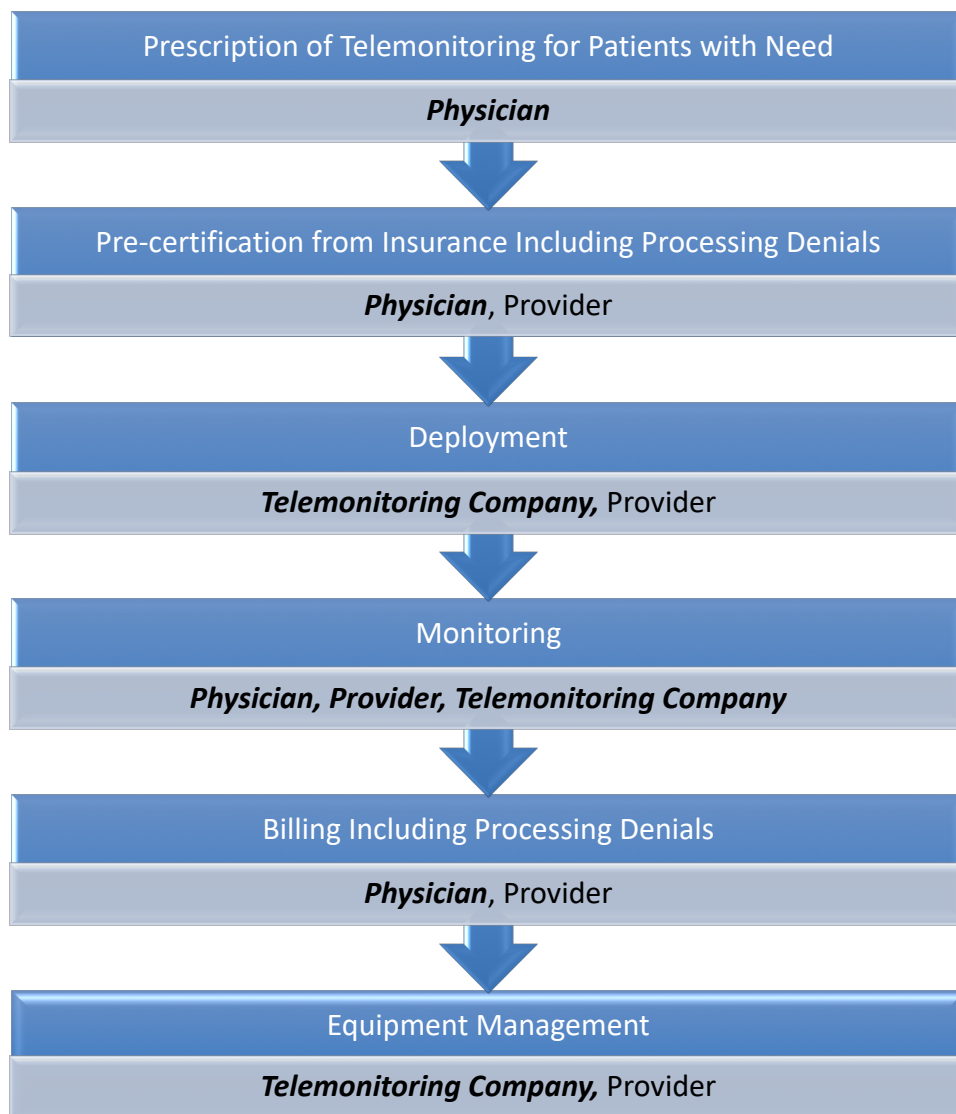 Prescription of Telemonitoring for Patients with Need
Physician
Pre-certification from Insurance Including Processing Denials
Physician, Provider
Deployment
Telemonitoring Company, Provider
Monitoring
Physician, Provider, Telemonitoring Company
Billing Including Processing Denials
Physician, Provider
Equipment Management
Telemonitoring Company, Provider